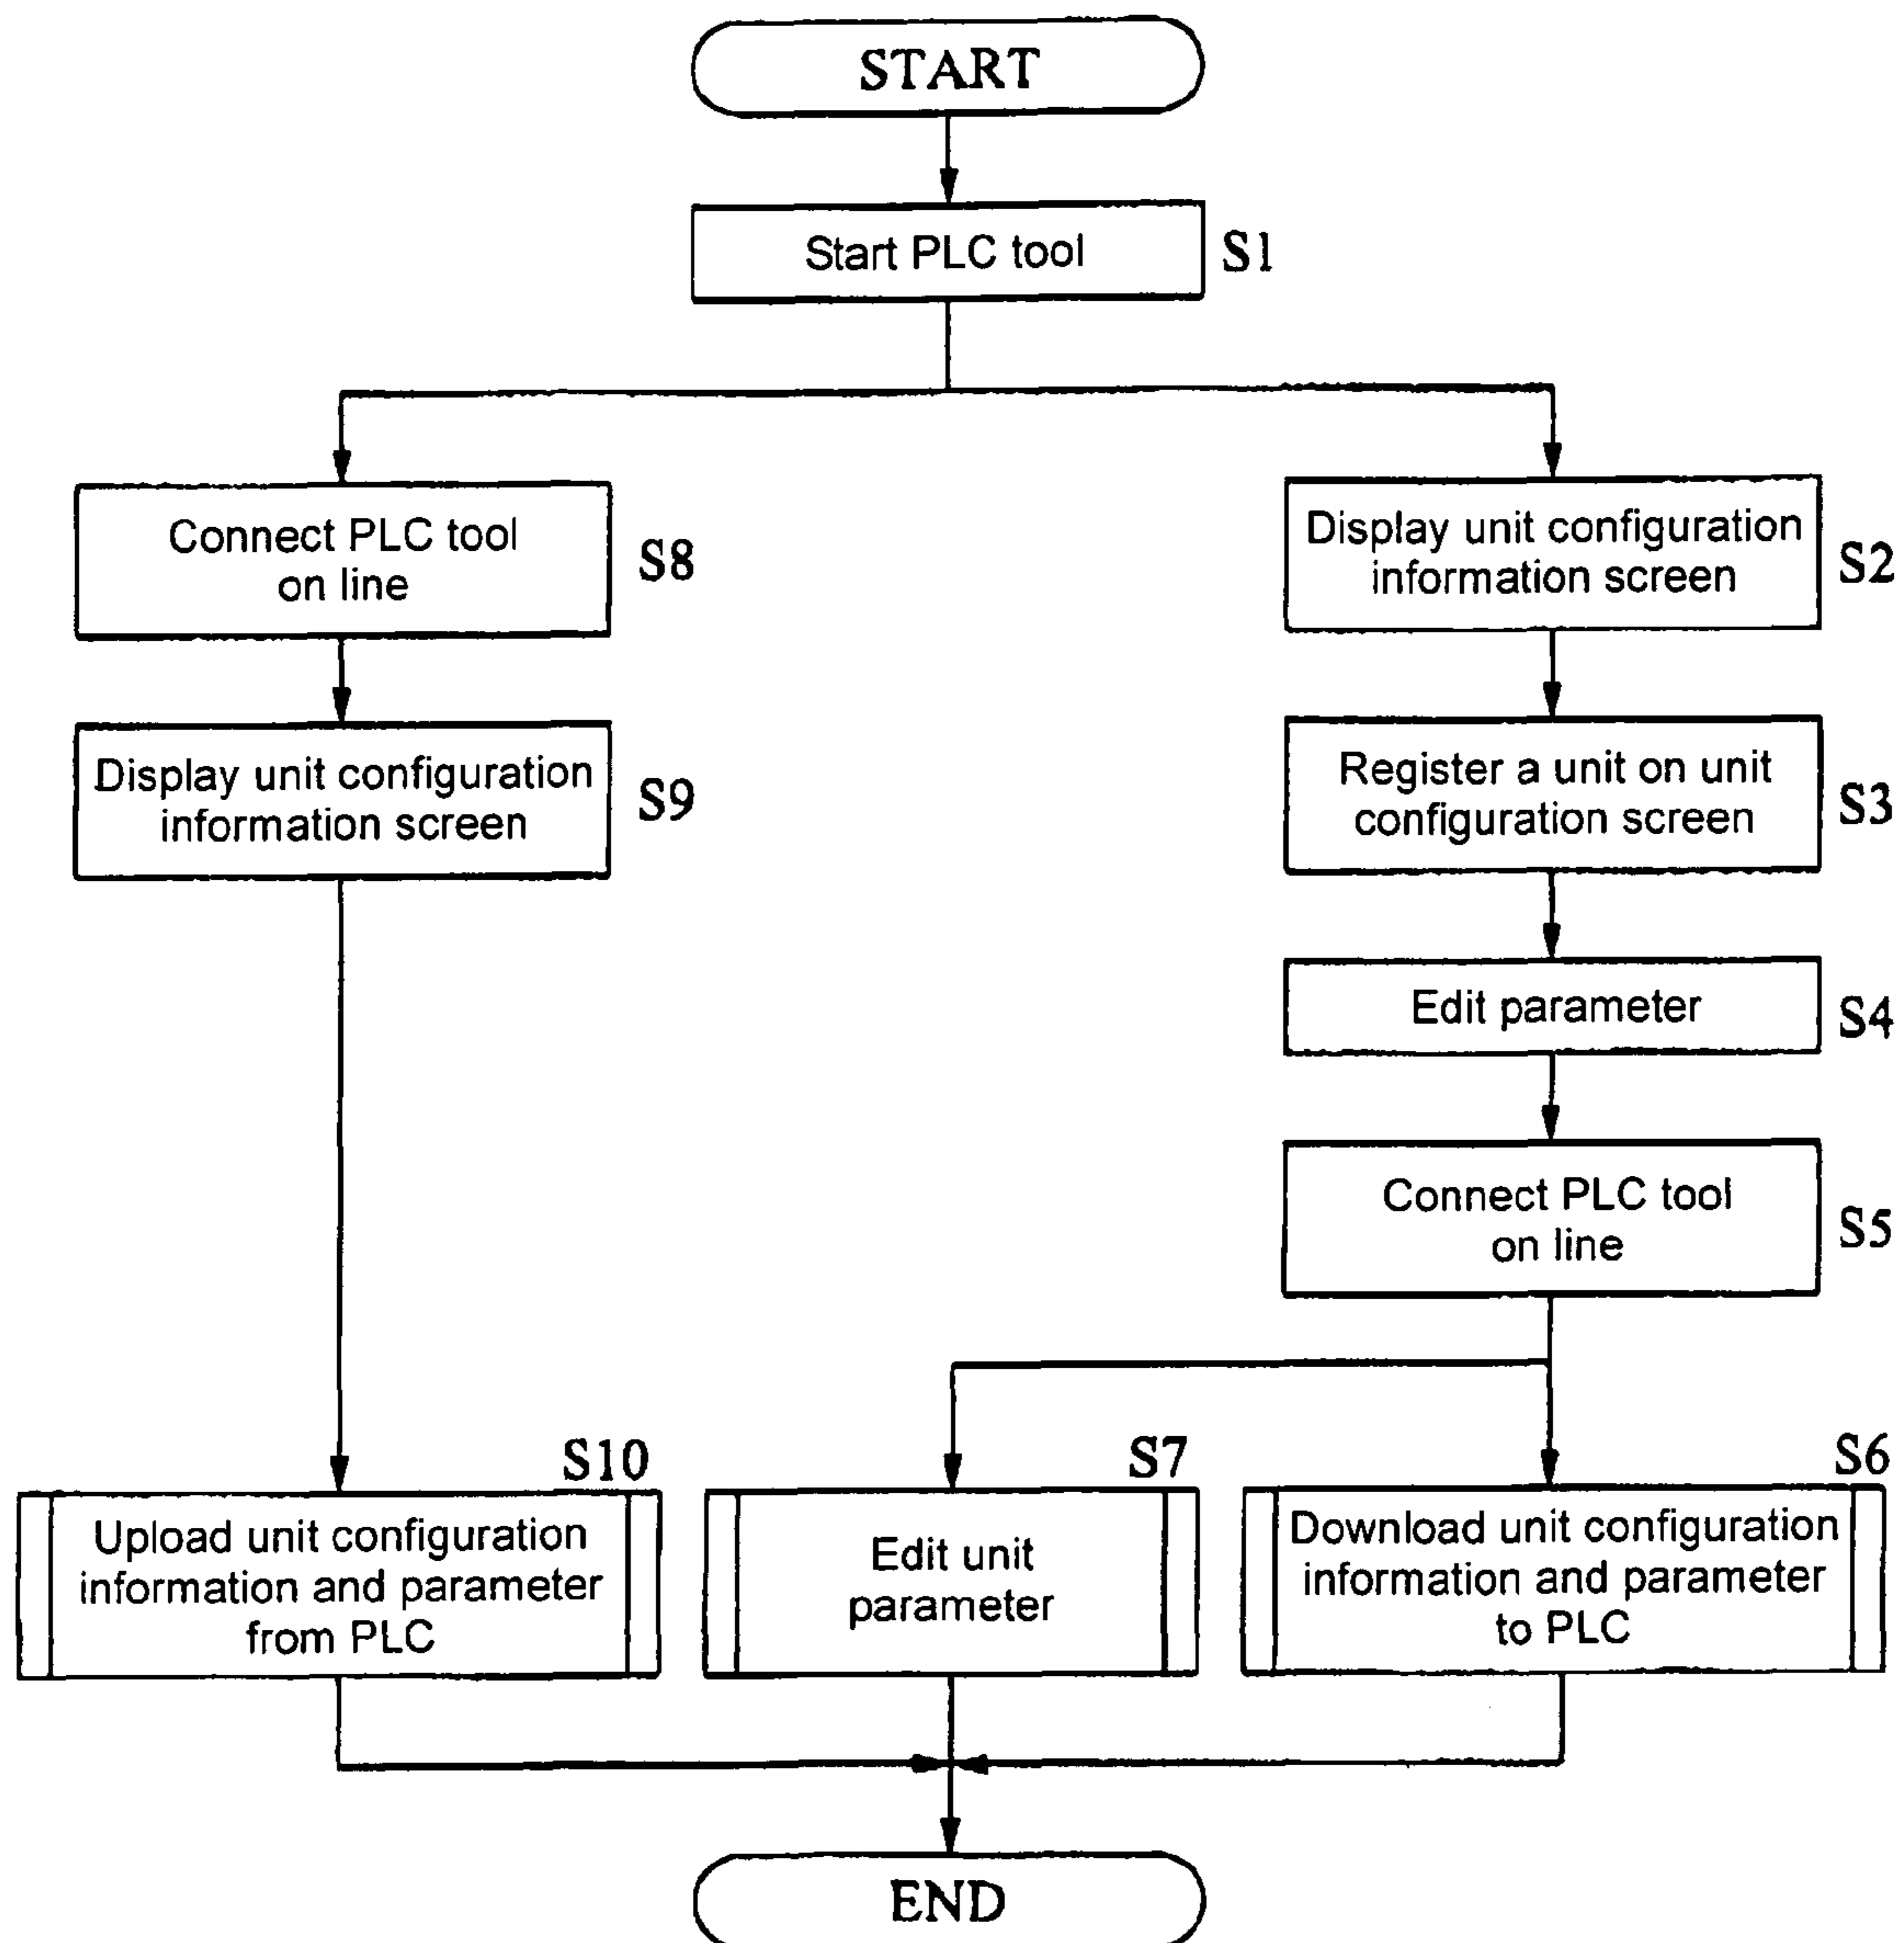 START
Start PLC tool
S1
Connect PLC tool
on line
S8
Display unit configuration
information screen
S2
Display unit configuration
information screen
S9
Register a unit on unit
configuration screen
S3
Edit parameter
S4
Connect PLC tool
on line
S5
S10
Upload unit configuration
information and parameter
from PLC
S7
Edit unit
parameter
S6
Download unit configuration
information and parameter
to PLC
END